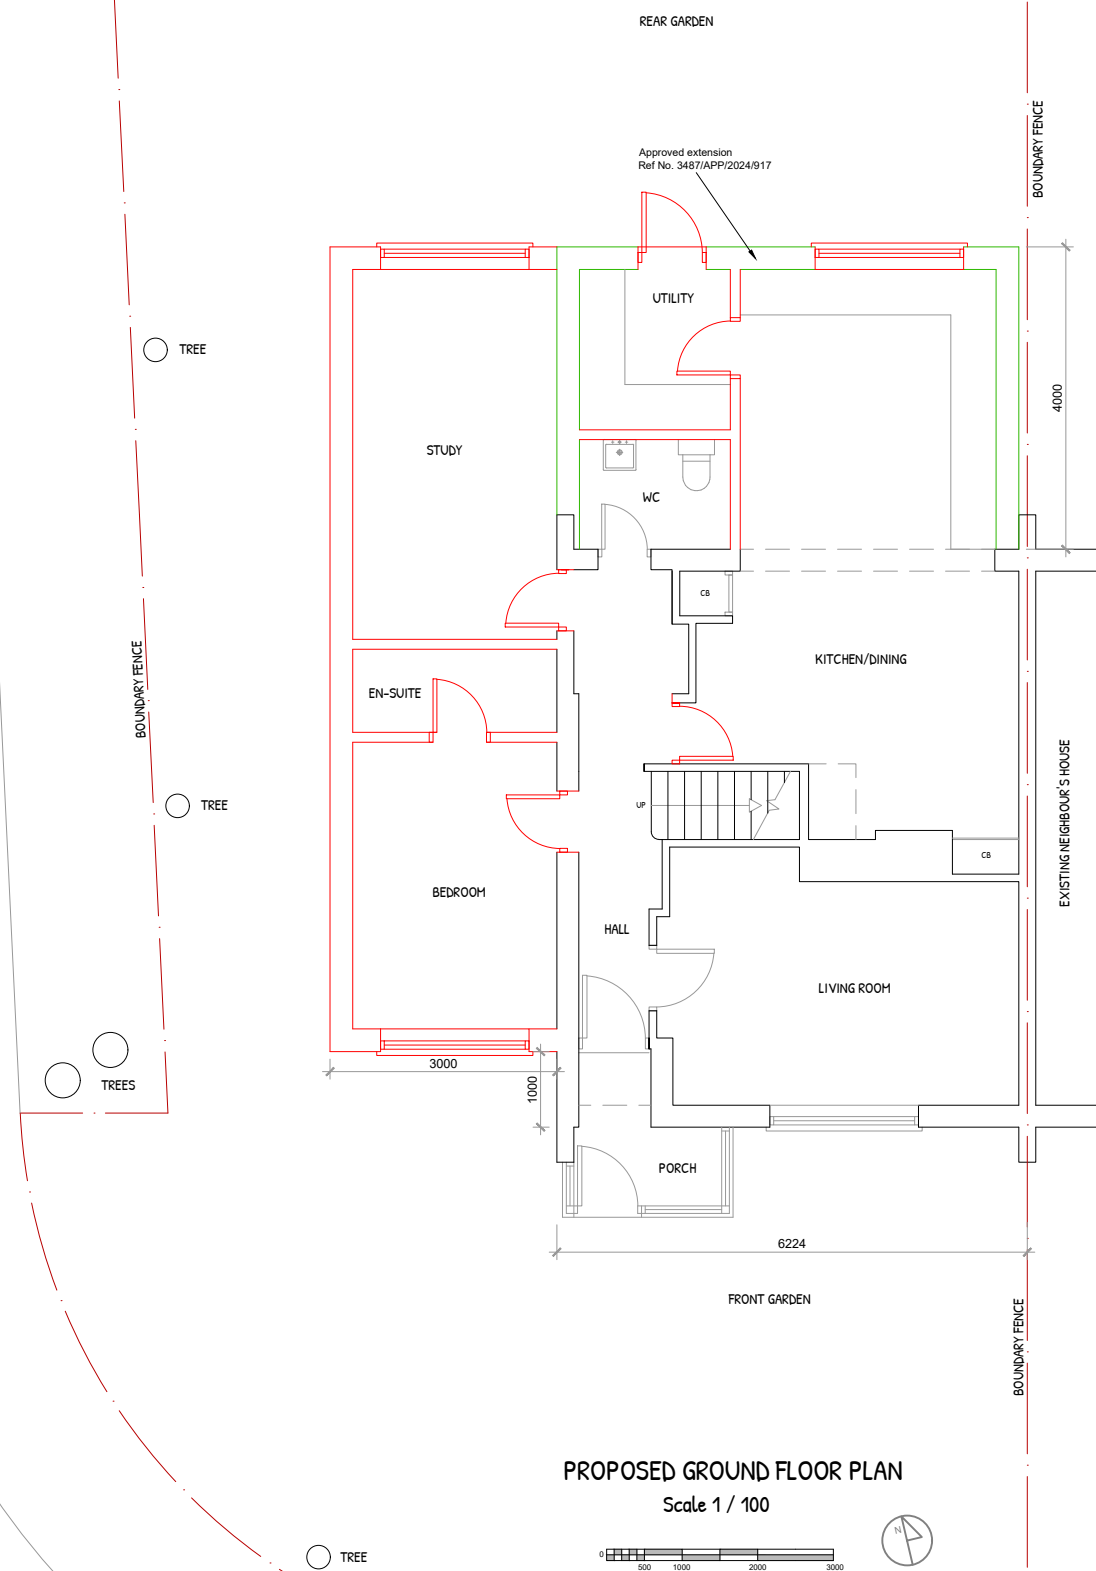 REAR GARDEN
BOUNDARY FENCE
Approved extension
Ref No. 3487/APP/2024/917
UTILITY
TREE
4000
STUDY
WC
CB
KITCHEN/DINING
BOUNDARY FENCE
EN-SUITE
TREE
UP
EXISTING NEIGHBOUR'S HOUSE
CB
BEDROOM
HALL
LIVING ROOM
TREES
3000
1000
PORCH
6224
FRONT GARDEN
BOUNDARY FENCE
PROPOSED GROUND FLOOR PLAN
Scale 1 / 100
N
0
500 1000 2000 3000
TREE